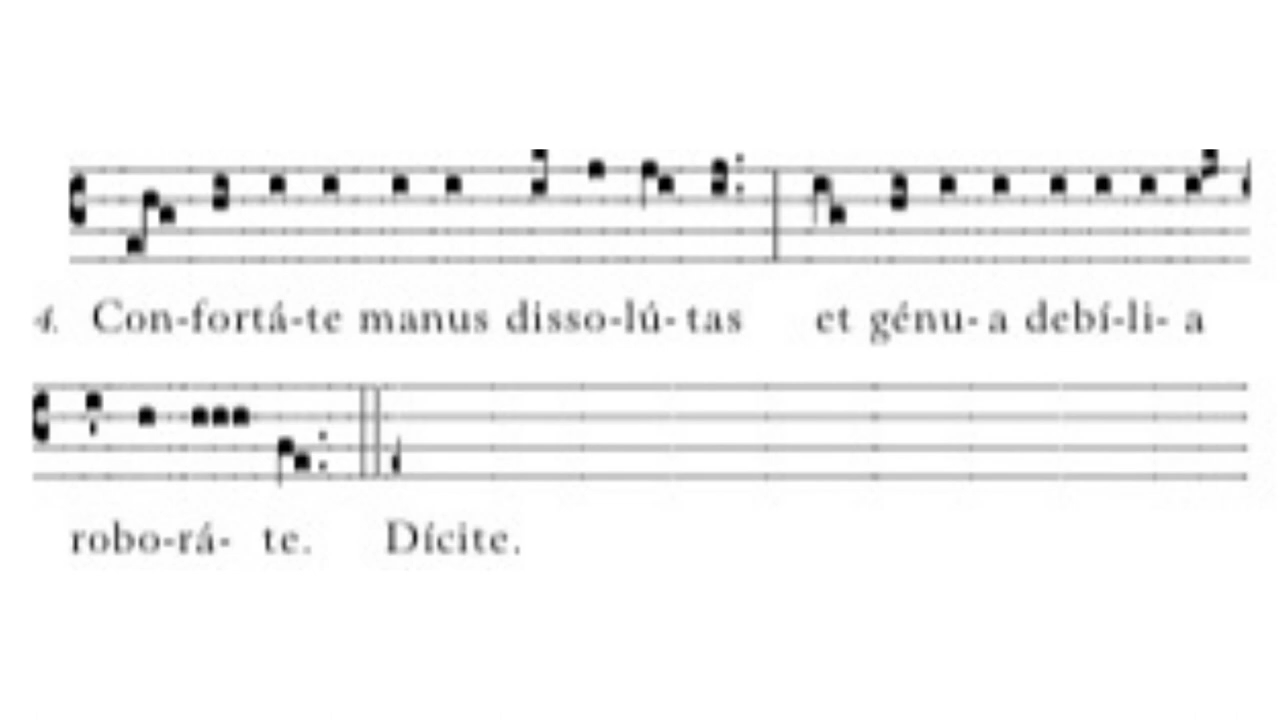 4. Con-fortá-te manus disso-lú-tas et génu-a debí-li-a
robo-rá- te. Dícite.